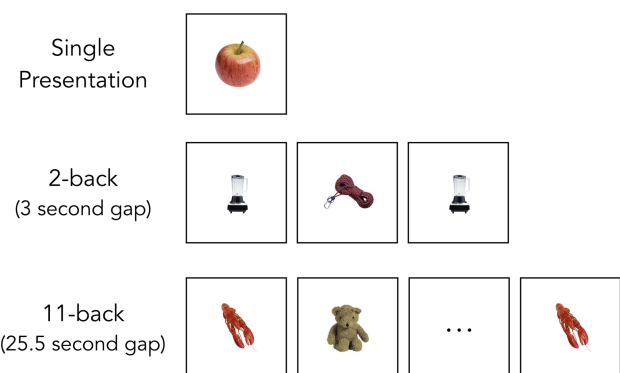 Single
Presentation
2-back
(3 second gap)
11-back
(25.5 second gap)
...